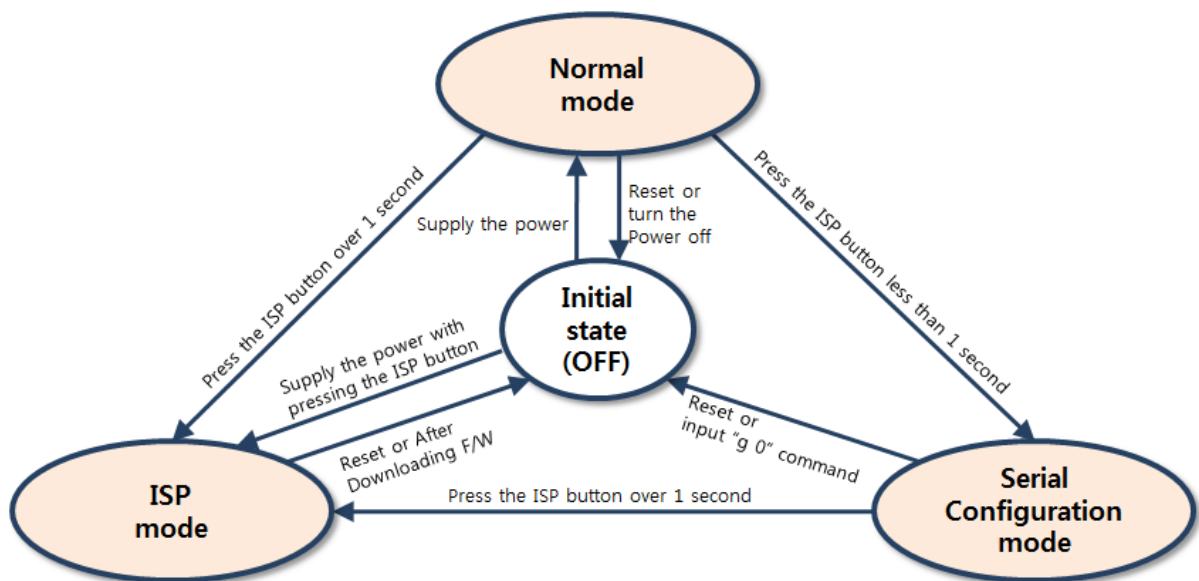 Normal
mode
Press the ISP button over 1 second
Supply the power
Reset or
turn the
Power off
Press the ISP button less than 1 second
Initial
state
(OFF)
Supply the power with
pressing the ISP button
Reset or After
Downloading F/W
Reset or
input "g 0" command
Press the ISP button over 1 second
ISP
mode
Serial
Configuration
mode